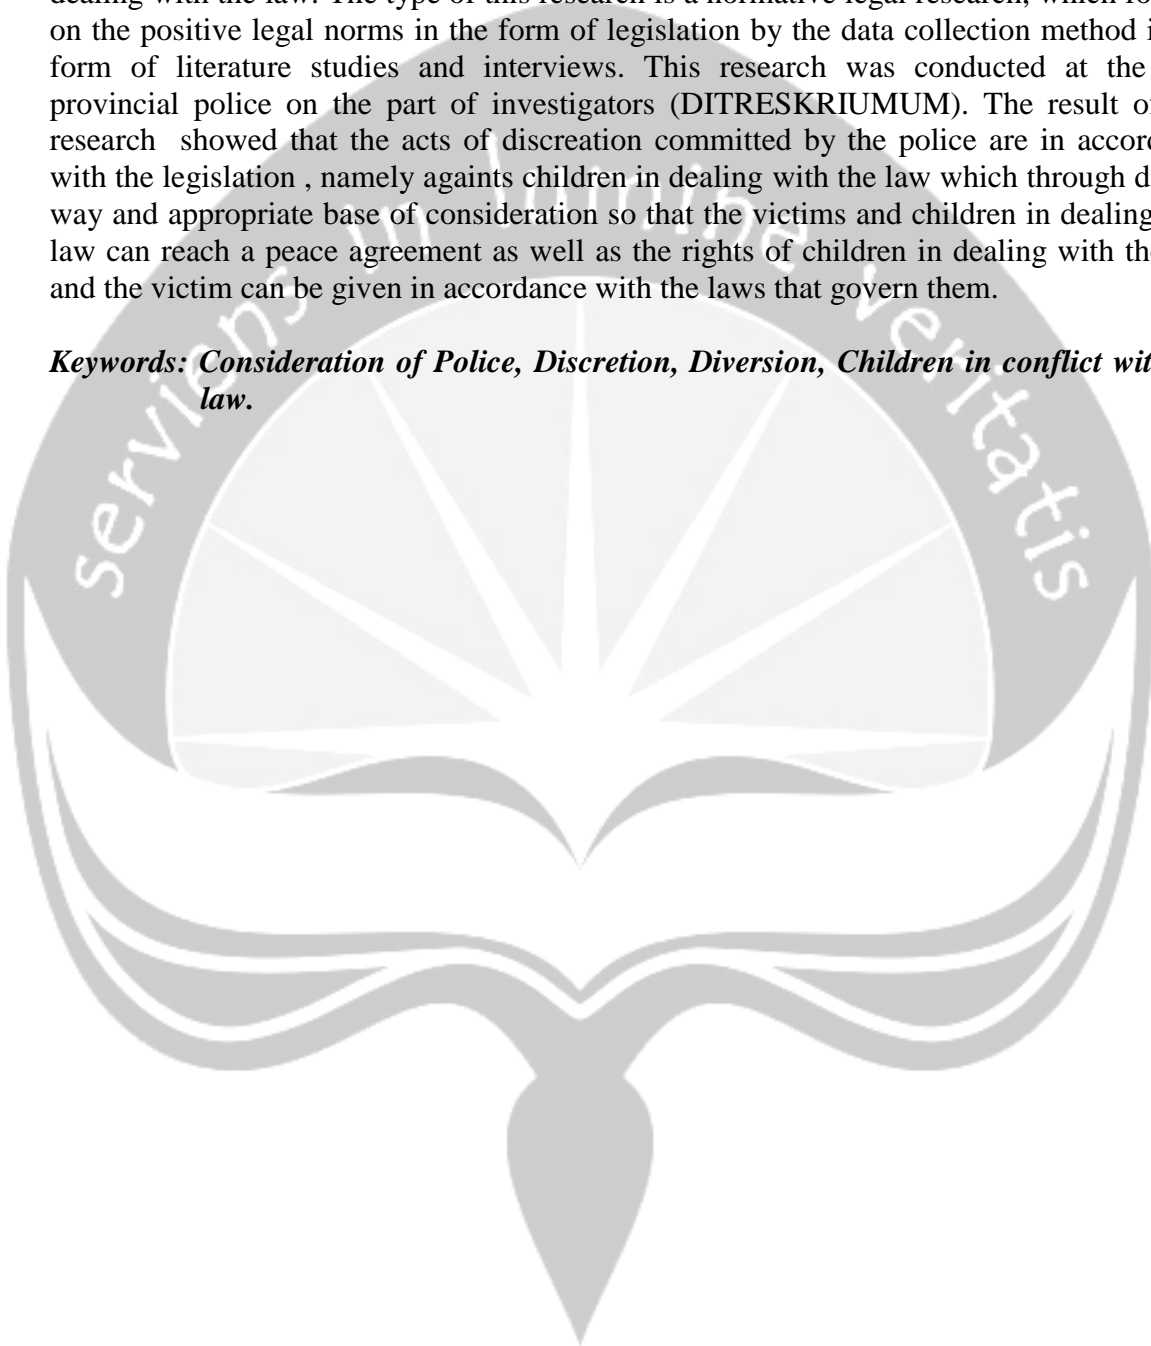 dealing with the law. The type of this research is a normative legal research, which fo
on the positive legal norms in the form of legislation by the data collection method i
form of literature studies and interviews. This research was conducted at the
provincial police on the part of investigators (DITRESKRIUMUM). The result o
research showed that the acts of discreation committed by the police are in accor
with the legislation , namely againts children in dealing with the law which through d
way and appropriate base of consideration so that the victims and children in dealing
law can reach a peace agreement as well as the rights of children in dealing with th
and the victim can be given in accordance with the laws that govern them.
Keywords: Consideration of Police, Discretion, Diversion, Children in conflict wit
law.
serviens in lumine veritatis